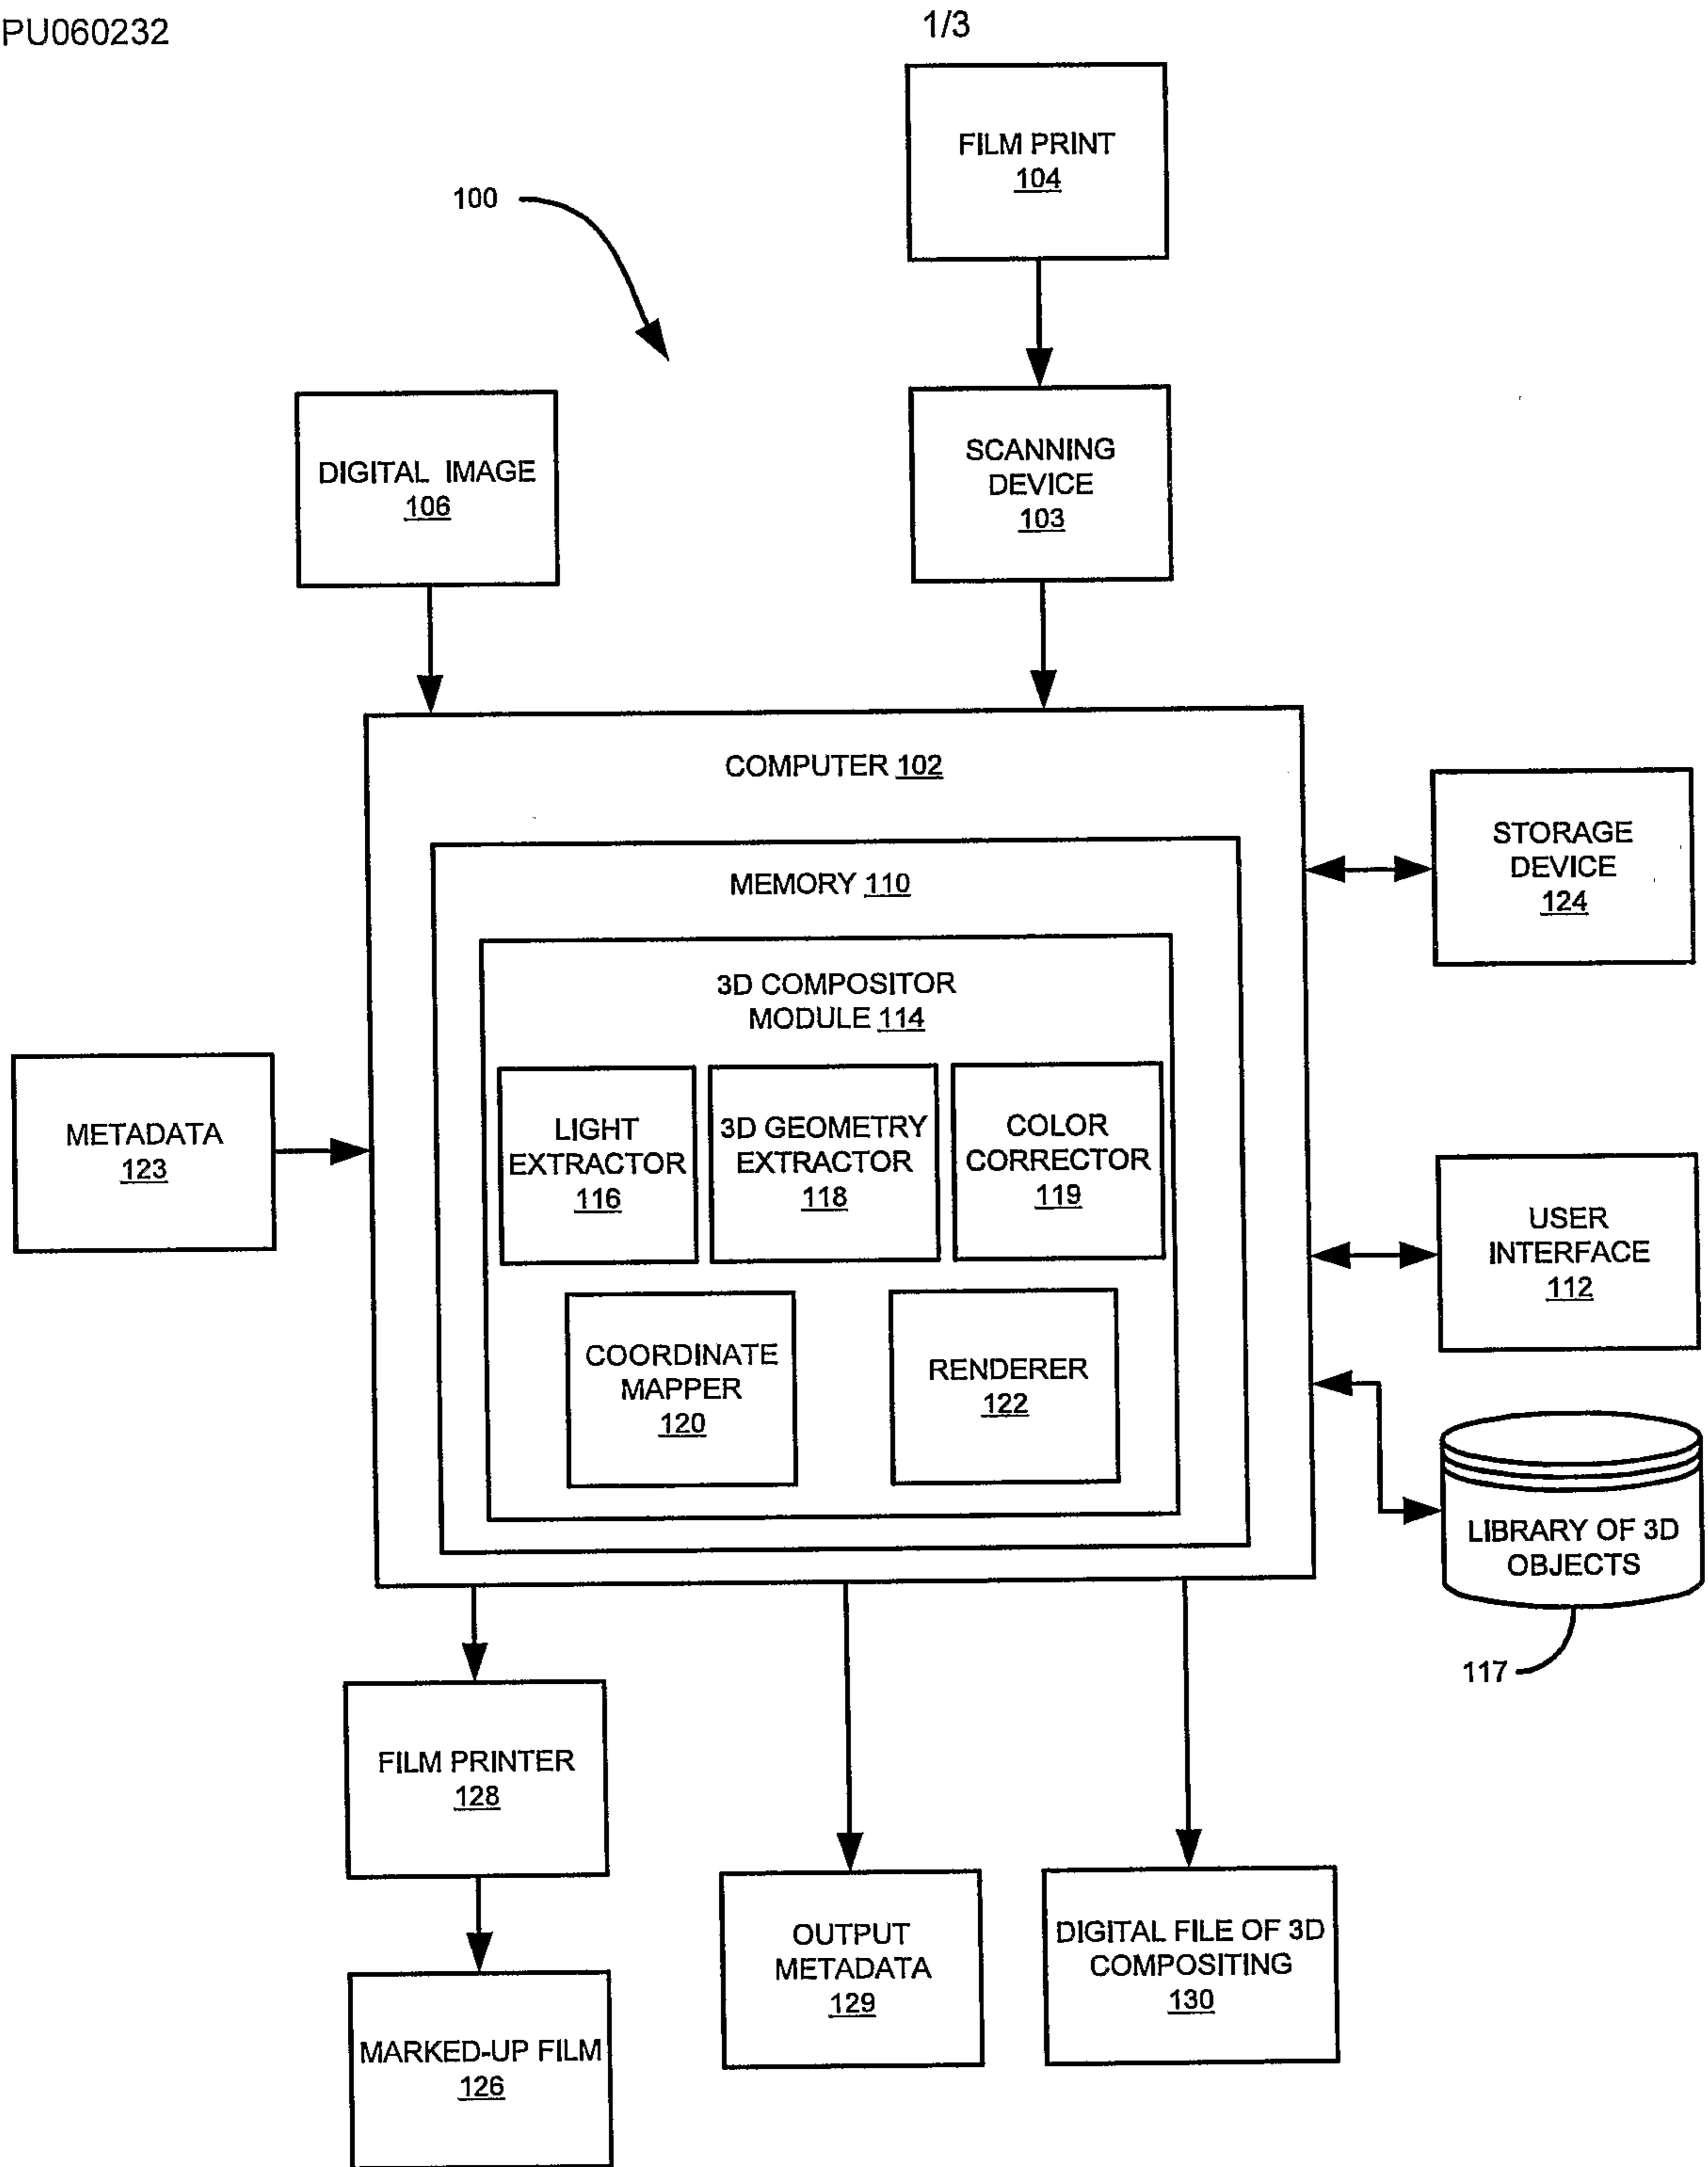 PU060232
1/3
FILM PRINT
104
100
DIGITAL IMAGE
106
SCANNING
DEVICE
103
COMPUTER 102
MEMORY 110
3D COMPOSITOR
MODULE 114
LIGHT
EXTRACTOR
116
3D GEOMETRY
EXTRACTOR
118
COLOR
CORRECTOR
119
COORDINATE
MAPPER
120
RENDERER
122
METADATA
123
STORAGE
DEVICE
124
USER
INTERFACE
112
LIBRARY OF 3D
OBJECTS
117
FILM PRINTER
128
MARKED-UP FILM
126
OUTPUT
METADATA
129
DIGITAL FILE OF 3D
COMPOSITING
130